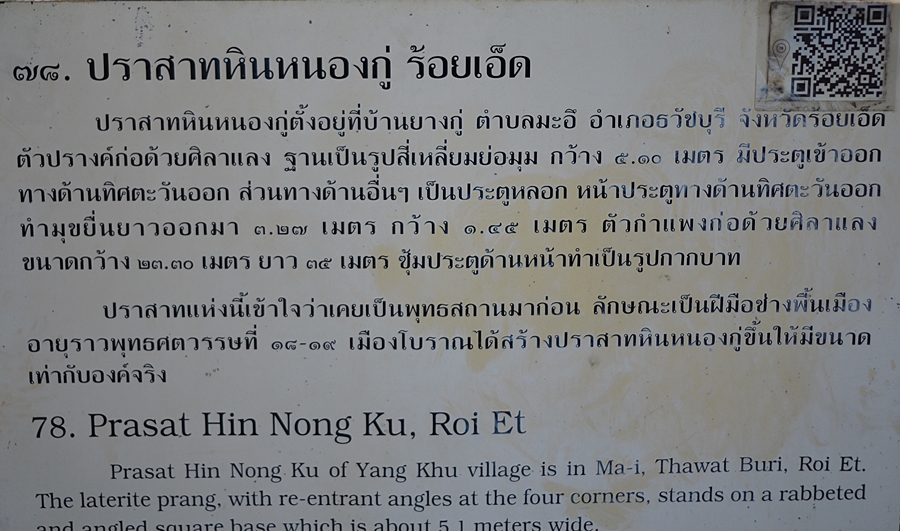 ๗๘. ปราสาทหินหนองกู่ ร้อยเอ็ด
ปราสาทหินหนองกู่ตั้งอยู่ที่บ้านยางกู่ ตำบลมะอึ อำเภอธวัชบุรี จังหวัดร้อยเอ็ด
ตัวปรางค์ก่อด้วยศิลาแลง ฐานเป็นรูปสี่เหลี่ยมย่อมุม กว้าง ๕.๑๐ เมตร มีประตูเข้าออก
ทางด้านทิศตะวันออก ส่วนทางด้านอื่นๆ เป็นประตูหลอก หน้าประตูทางด้านทิศตะวันออก
ทำมุขยื่นยาวออกมา ๓.๒๗ เมตร กว้าง ๑.๔๕ เมตร ตัวกำแพงก่อด้วยศิลาแลง
ขนาดกว้าง ๒๓.๓๐ เมตร ยาว ๓๕ เมตร ซุ้มประตูด้านหน้าทำเป็นรูปกากบาท
ปราสาทแห่งนี้เข้าใจว่าเคยเป็นพุทธสถานมาก่อน ลักษณะเป็นฝีมือช่างพื้นเมือง
อายุราวพุทธศตวรรษที่ ๑๘-๑๙ เมืองโบราณได้สร้างปราสาทหินหนองกู่ขึ้นให้มีขนาด
เท่ากับองค์จริง
78. Prasat Hin Nong Ku, Roi Et
Prasat Hin Nong Ku of Yang Khu village is in Ma-i, Thawat Buri, Roi Et.
The laterite prang, with re-entrant angles at the four corners, stands on a rabbeted
and angled square base which is about 5.1 meters wide.